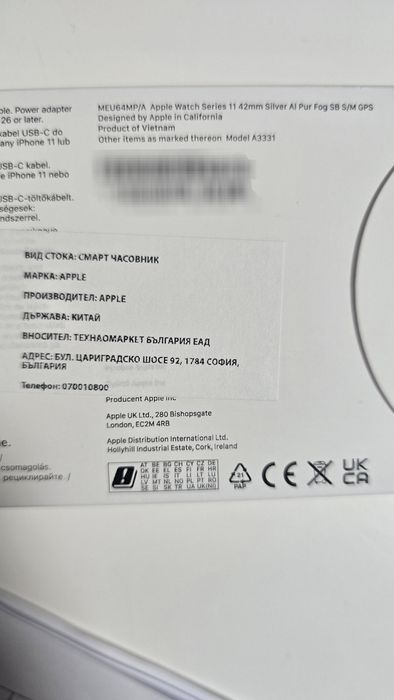 ple. Power adapter
26 or later.
kabel USB-C do
any iPhone 11 lub
USB-C kabel.
e iPhone 11 nebo
USB-C-töltőkábelt.
ségesek:
ndszerrel.
MEU64MP/A Apple Watch Series 11 42mm Silver Al Pur Fog SB S/M GPS
Designed by Apple in California
Product of Vietnam
Other items as marked thereon Model A3331
ВИД СТОКА: СМАРТ ЧАСОВНИК
МАРКА: APPLE
ПРОИЗВОДИТЕЛ: APPLE
ДЪРЖАВА: КИТАЙ
ВНОСИТЕЛ: ТЕХНАОМАРКЕТ БЪЛГАРИЯ ЕАД
АДРЕС: БУЛ. ЦАРИГРАДСКО ШОСЕ 92, 1784 СОФИЯ,
БЪЛГАРИЯ
Телефон: 070010800
Producent Apple Inc
Apple UK Ltd., 280 Bishopsgate
London, EC2M 4RB
Apple Distribution International Ltd.
Hollyhill Industrial Estate, Cork, Ireland
e.
csomagolás.
рециклирайте /
AT BE BG CH CY CZ DE
DK EE EL ES FI FR HR
HU IE IS IT LI LT LU
LV MT NL NO PL PT RO
SE SI SK TR UA UK(NI)
21
PAP
CE
UK
CA